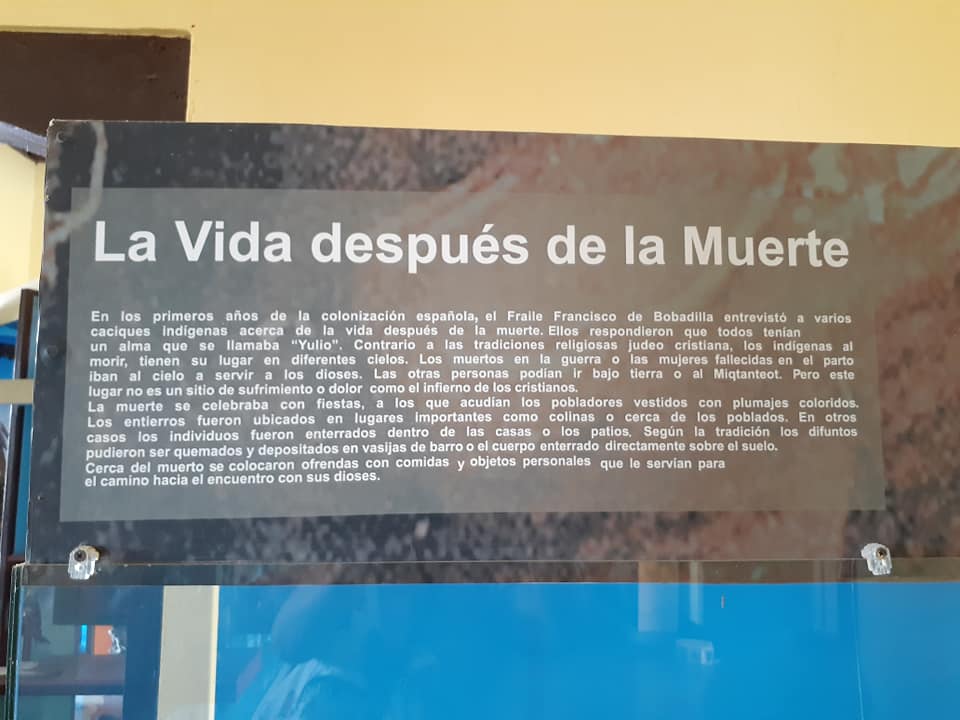 La Vida después de la Muerte
En los primeros años de la colonización española, el Fraile Francisco de Bobadilla entrevistó a varios
caciques indígenas acerca de la vida después de la muerte. Ellos respondieron que todos tenían
un alma que se llamaba “Yulio”. Contrario a las tradiciones religiosas judeo cristiana, los indígenas al
morir, tienen su lugar en diferentes cielos. Los muertos en la guerra o las mujeres fallecidas en el parto
iban al cielo a servir a los dioses. Las otras personas podían ir bajo tierra o al Miqtanteot. Pero este
lugar no es un sitio de sufrimiento o dolor como el infierno de los cristianos.
La muerte se celebraba con fiestas, a los que acudían los pobladores vestidos con plumajes coloridos.
Los entierros fueron ubicados en lugares importantes como colinas o cerca de los poblados. En otros
casos los individuos fueron enterrados dentro de las casas o los patios. Según la tradición los difuntos
pudieron ser quemados y depositados en vasijas de barro o el cuerpo enterrado directamente sobre el suelo.
Cerca del muerto se colocaron ofrendas con comidas y objetos personales que le servían para
el camino hacia el encuentro con sus dioses.